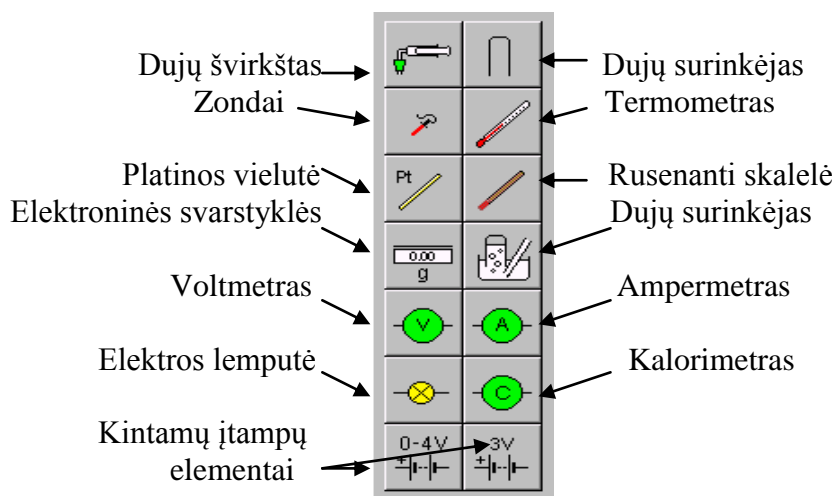 Dujų švirkštas
Dujų surinkėjas
Zondai
Termometras
Pt
Platinos vielutė
Rusenanti skalelė
Elektroninės svarstyklės
Dujų surinkėjas
0.00
g
Voltmetras
Ampermetras
V
A
Elektros lemputė
Kalorimetras
C
Kintamų įtampų
elementai
0-4V
3V
+
+